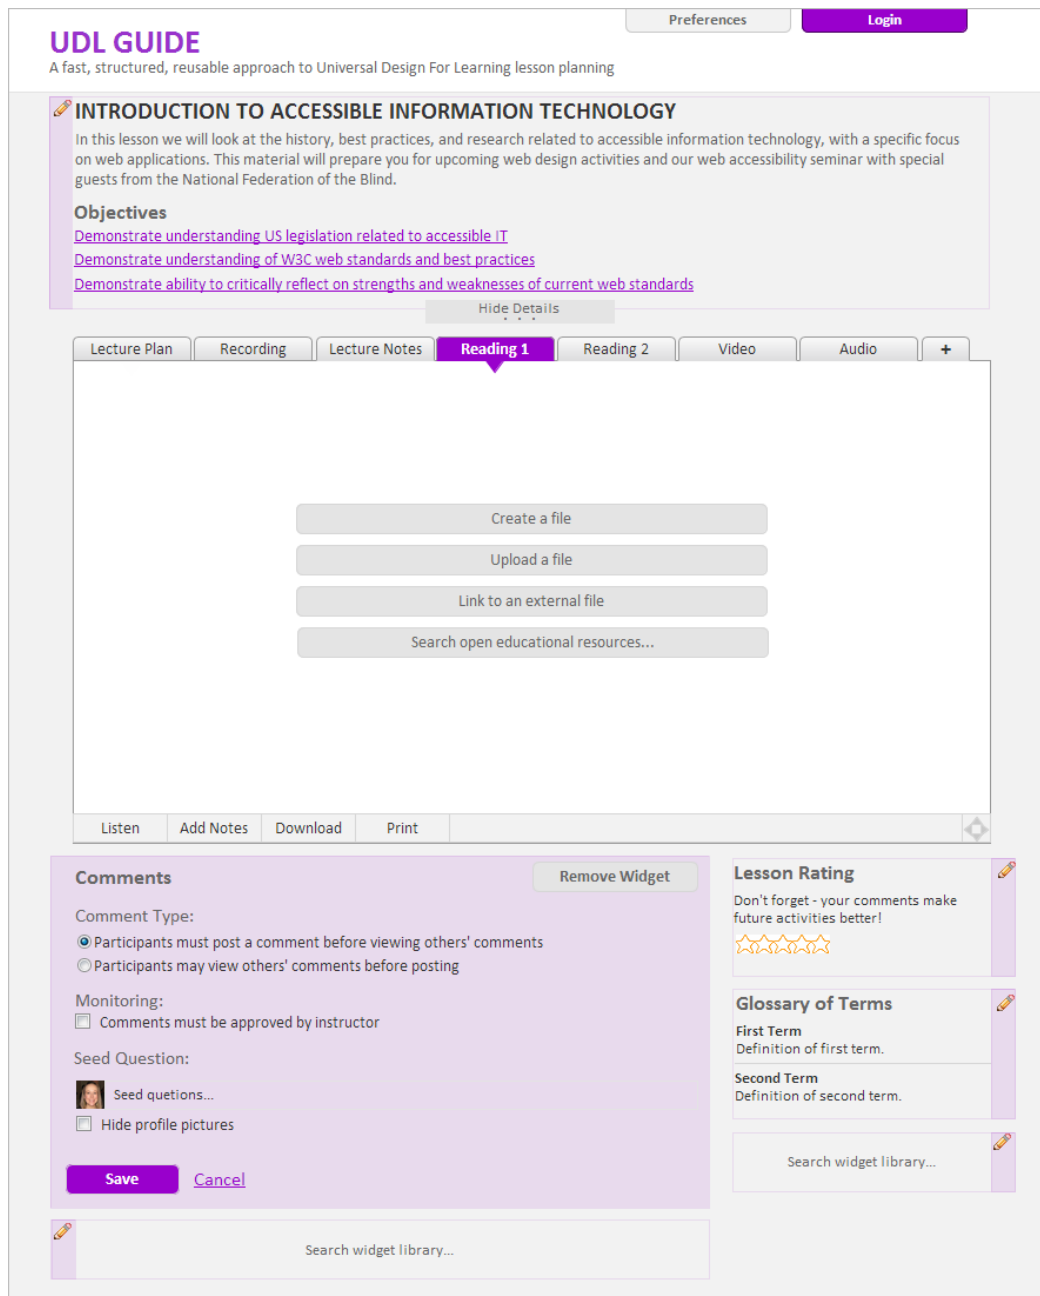 Preferences
Login
UDL GUIDE
A fast, structured, reusable approach to Universal Design For Learning lesson planning
INTRODUCTION TO ACCESSIBLE INFORMATION TECHNOLOGY
In this lesson we will look at the history, best practices, and research related to accessible information technology, with a specific focus
on web applications. This material will prepare you for upcoming web design activities and our web accessibility seminar with special
guests from the National Federation of the Blind.
Objectives
Demonstrate understanding US legislation related to accessible IT
Demonstrate understanding of W3C web standards and best practices
Demonstrate ability to critically reflect on strengths and weaknesses of current web standards
Hide Details
Lecture Plan
Recording
Lecture Notes
Reading 1
Reading 2
Video
Audio
+
Create a file
Upload a file
Link to an external file
Search open educational resources...
Listen
Add Notes
Download
Print
Comments
Remove Widget
Comment Type:
Participants must post a comment before viewing others' comments
Participants may view others' comments before posting
Monitoring:
Comments must be approved by instructor
Seed Question:
Seed quetions...
Hide profile pictures
Save
Cancel
Search widget library...
Lesson Rating
Don't forget - your comments make
future activities better!
Glossary of Terms
First Term
Definition of first term.
Second Term
Definition of second term.
Search widget library...